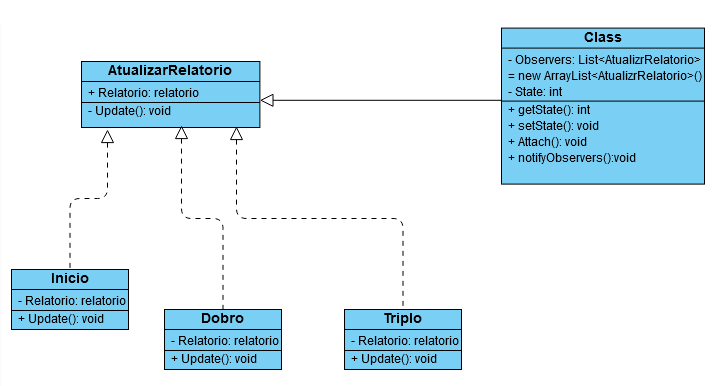 Class
- Observers: List<AtualizrRelatorio>
= new ArrayList<AtualizrRelatorio>()
- State: int
+ getState(): int
+ setState(): void
+ Attach(): void
+ notifyObservers():void
AtualizarRelatorio
+ Relatorio: relatorio
- Update(): void
Inicio
- Relatorio: relatorio
+ Update(): void
Dobro
- Relatorio: relatorio
+ Update(): void
Triplo
- Relatorio: relatorio
+ Update(): void